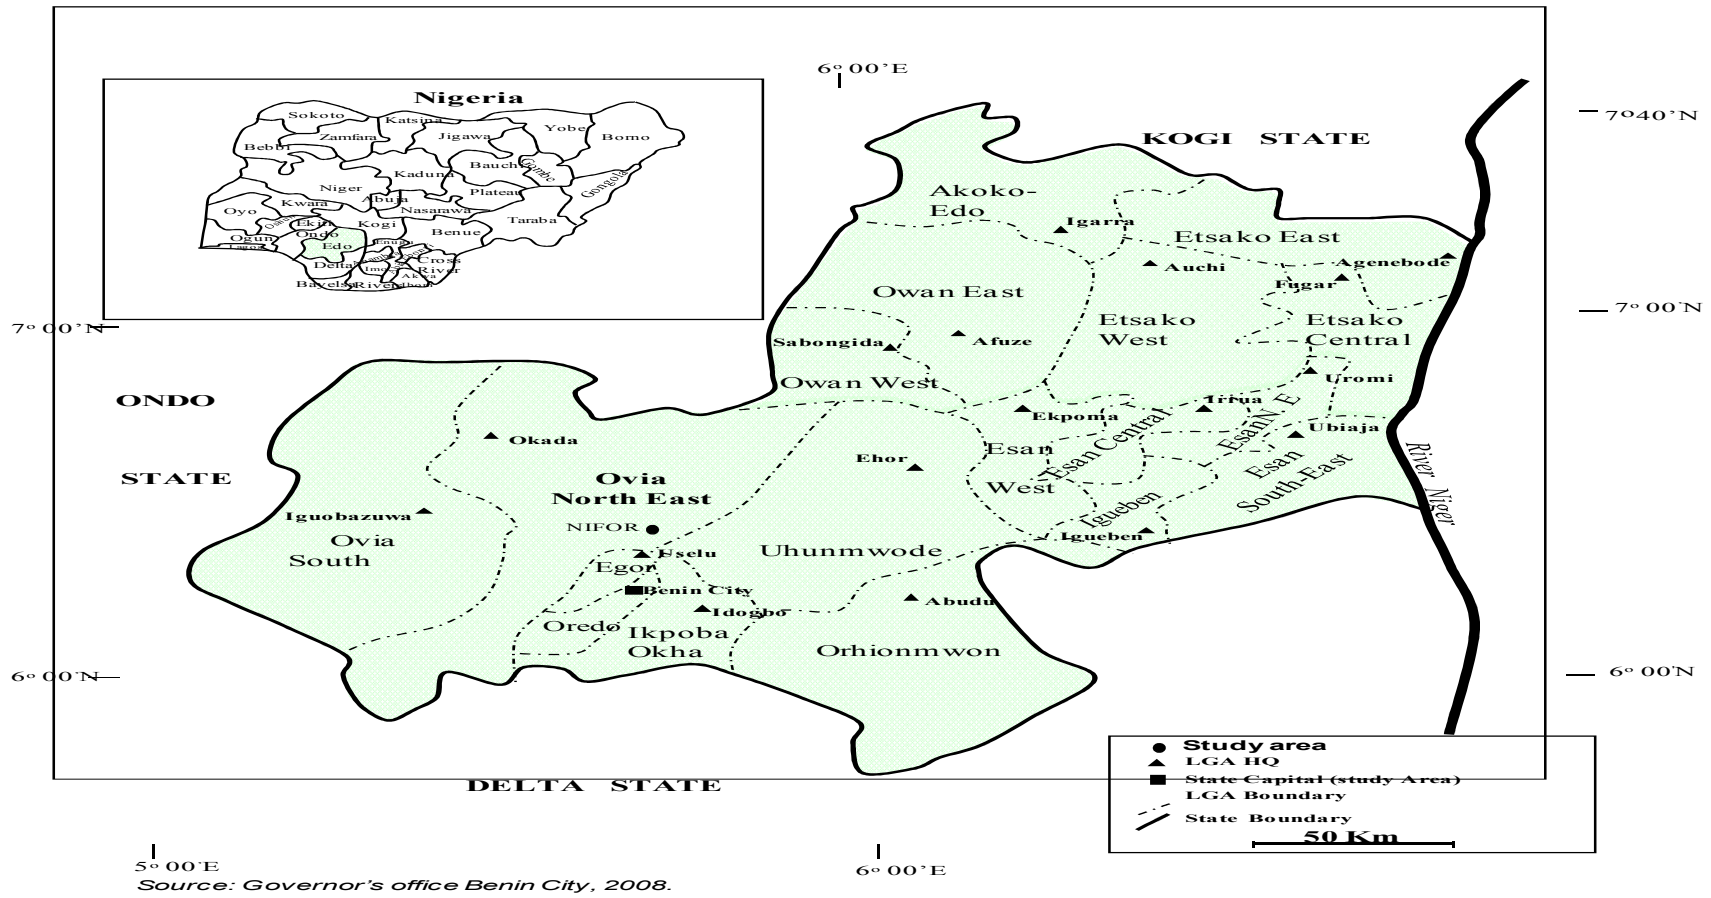 6° 00'E
7°40'N
Nigeria
Sokoto
Katsina
Zamfara
Jigawa
Yobe
Borno
Bebbi
Bauchi
Gombe
Kaduna
Niger
Plateau
Gongola
Kwara
Abuja
Nasarawa
Oyo
Taraba
Ekiti
Kogi
Benue
Ogun
Ondo
Lagos
Edo
Enugu
Delta
Imo
Cross
River
Bayelsa
Rivers
KOGI STATE
Akoko-
Edo
Igarra
Etsako East
Auchi
Agenebode
Fugar
Owan East
7° 00'N
7° 00'N
Etsako
West
Etsako
Central
Sabongida
Afuze
Owan West
Uromi
ONDO
STATE
Irrua
Ekpoma
Ubiaja
Okada
Esan Central
Esan N. E
Esan
West
Esan
South-East
River Niger
Ehor
Ovia
North East
NIFOR
Iguobazuwa
Ovia
South
Igueben
Igueben
Uselu
Egor
Uhunmwode
Benin City
Idogbo
Abudu
Oredo
Ikpoba
Okha
Orhionmwon
6° 00'N
6° 00'N
DELTA STATE
Study area
LGA HQ
State Capital (study Area)
LGA Boundary
State Boundary
50 Km
5° 00'E
6° 00'E
Source: Governor's office Benin City, 2008.